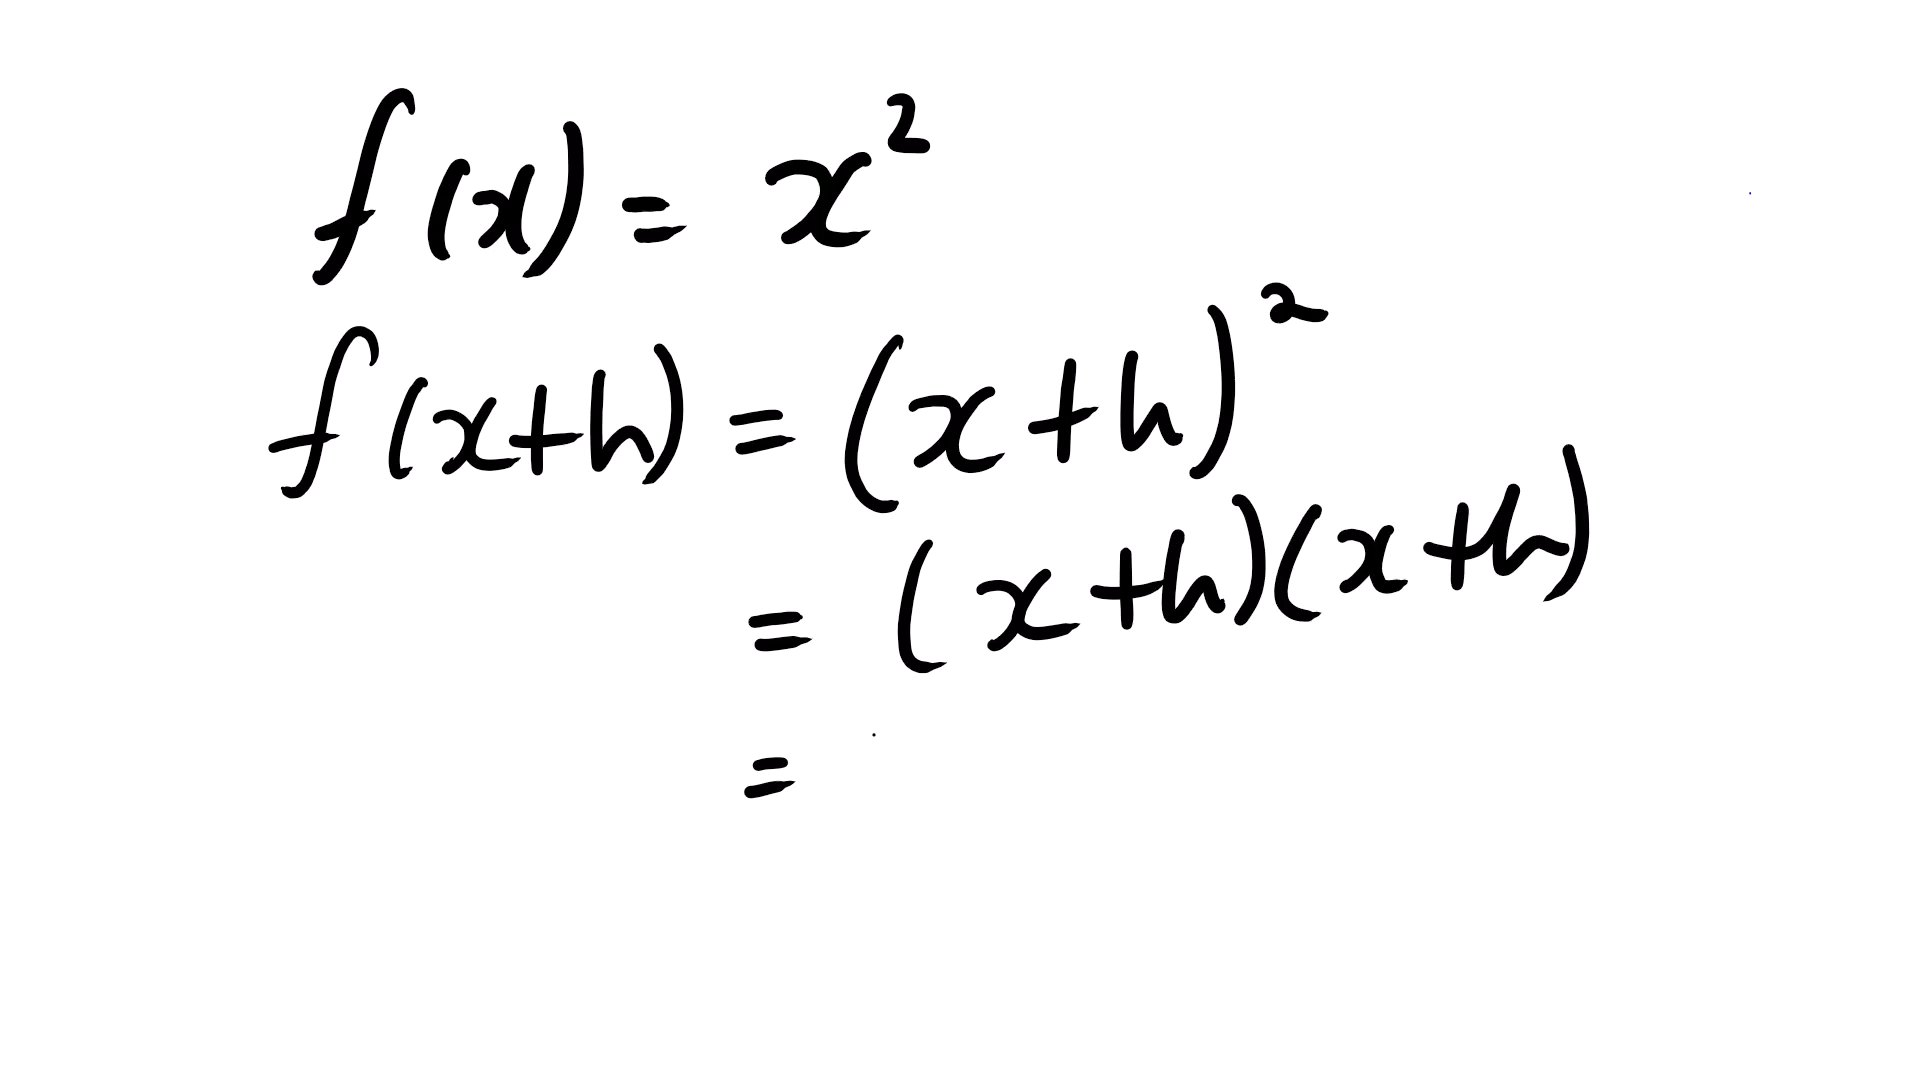 f(x) = x²
f(x+h) = (x+h)²
= (x+h)(x+h)
=